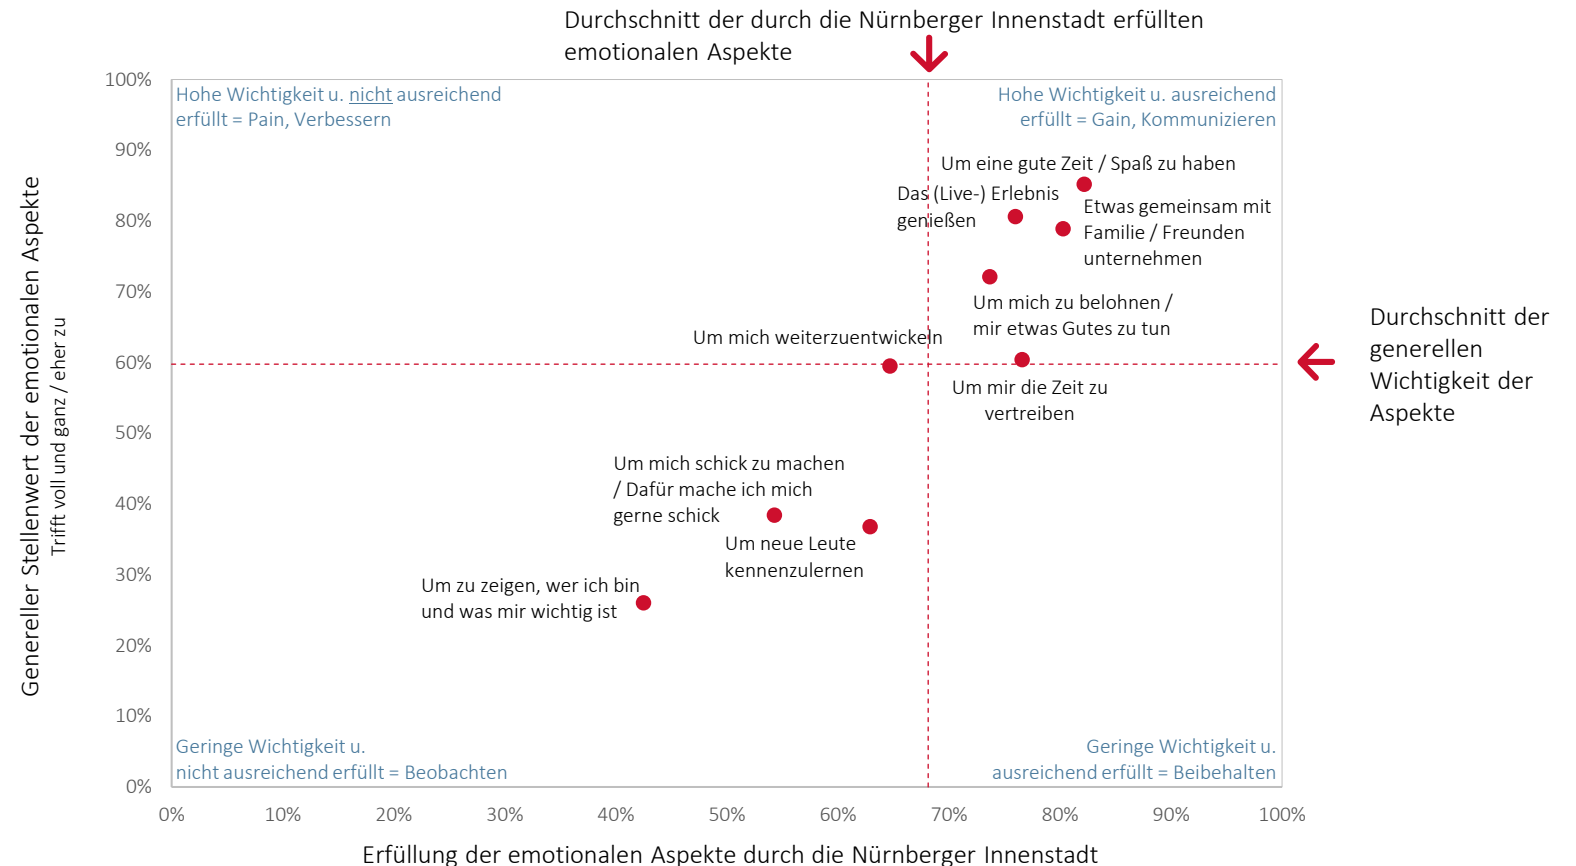 Durchschnitt der durch die Nürnberger Innenstadt erfüllten
emotionalen Aspekte
Genereller Stellenwert der emotionalen Aspekte
Trifft voll und ganz / eher zu
100%
90%
80%
70%
60%
50%
40%
30%
20%
10%
0%
Hohe Wichtigkeit u. nicht ausreichend
erfüllt = Pain, Verbessern
Hohe Wichtigkeit u. ausreichend
erfüllt = Gain, Kommunizieren
Um eine gute Zeit / Spaß zu haben
Das (Live-) Erlebnis
genießen
Etwas gemeinsam mit
Familie / Freunden
unternehmen
Um mich zu belohnen /
mir etwas Gutes zu tun
Um mich weiterzuentwickeln
Um mir die Zeit zu
vertreiben
Um mich schick zu machen
/ Dafür mache ich mich
gerne schick
Um neue Leute
kennenzulernen
Um zu zeigen, wer ich bin
und was mir wichtig ist
Geringe Wichtigkeit u.
nicht ausreichend erfüllt = Beobachten
Geringe Wichtigkeit u.
ausreichend erfüllt = Beibehalten
Durchschnitt der
generellen
Wichtigkeit der
Aspekte
0%
10%
20%
30%
40%
50%
60%
70%
80%
90%
100%
Erfüllung der emotionalen Aspekte durch die Nürnberger Innenstadt